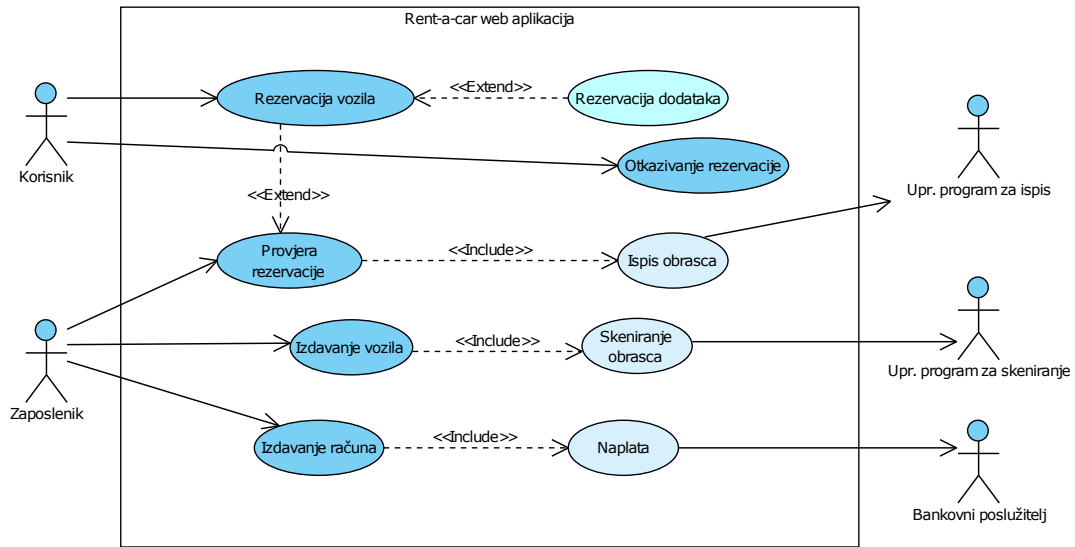 Rent-a-car web aplikacija
Rezervacija vozila
<<Extend>>
Rezervacija dodataka
Korisnik
Otkazivanje rezervacije
Upr. program za ispis
<<Extend>>
Provjera
rezervacije
<<Include>>
Ispis obrasca
Zaposlenik
Izdavanje vozila
<<Include>>
Skeniranje
obrasca
Upr. program za skeniranje
Izdavanje računa
<<Include>>
Naplata
Bankovni poslužitelj